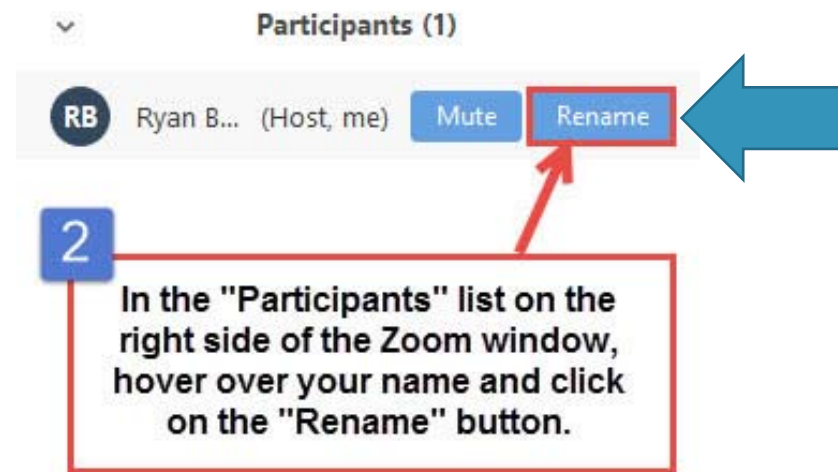 Participants (1)
RB Ryan B... (Host, me) Mute Rename
2
In the "Participants" list on the
right side of the Zoom window,
hover over your name and click
on the "Rename" button.